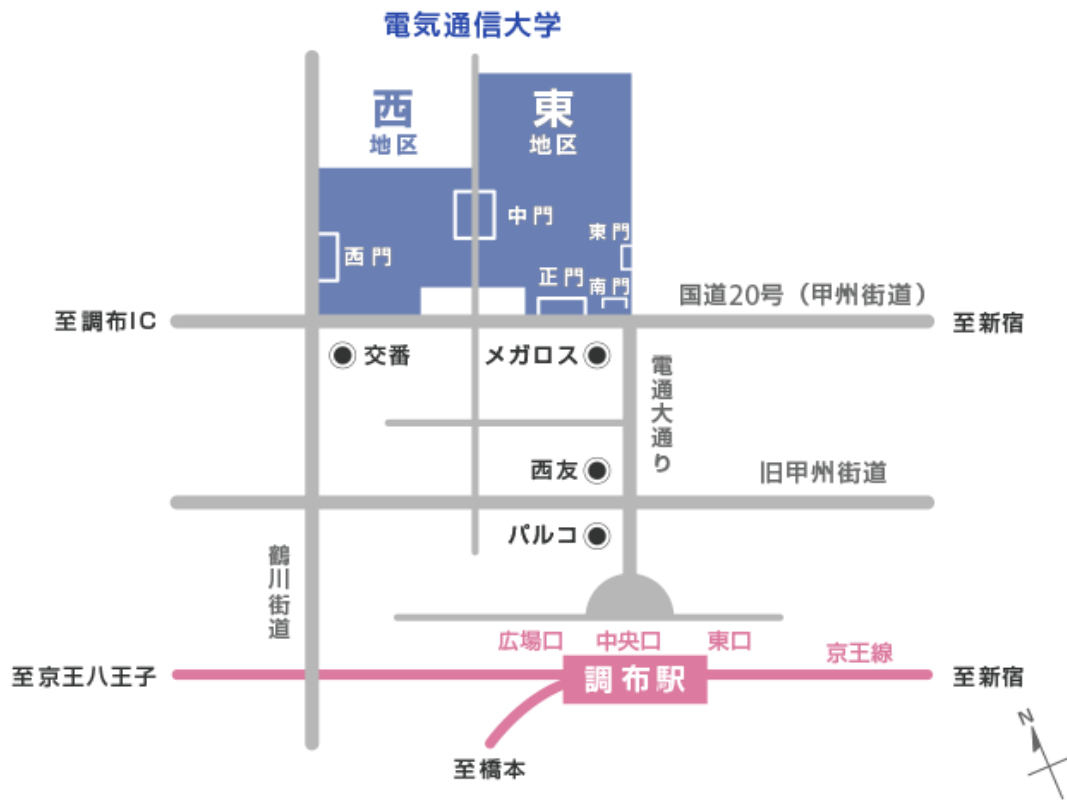 電気通信大学
西
地区
東
地区
中門
東門
西門
正門
南門
国道20号（甲州街道）
至調布IC
至新宿
交番
メガロス
電通大通り
西友
旧甲州街道
パルコ
鶴川街道
広場口
中央口
東口
京王線
至京王八王子
調布駅
至新宿
至橋本
N